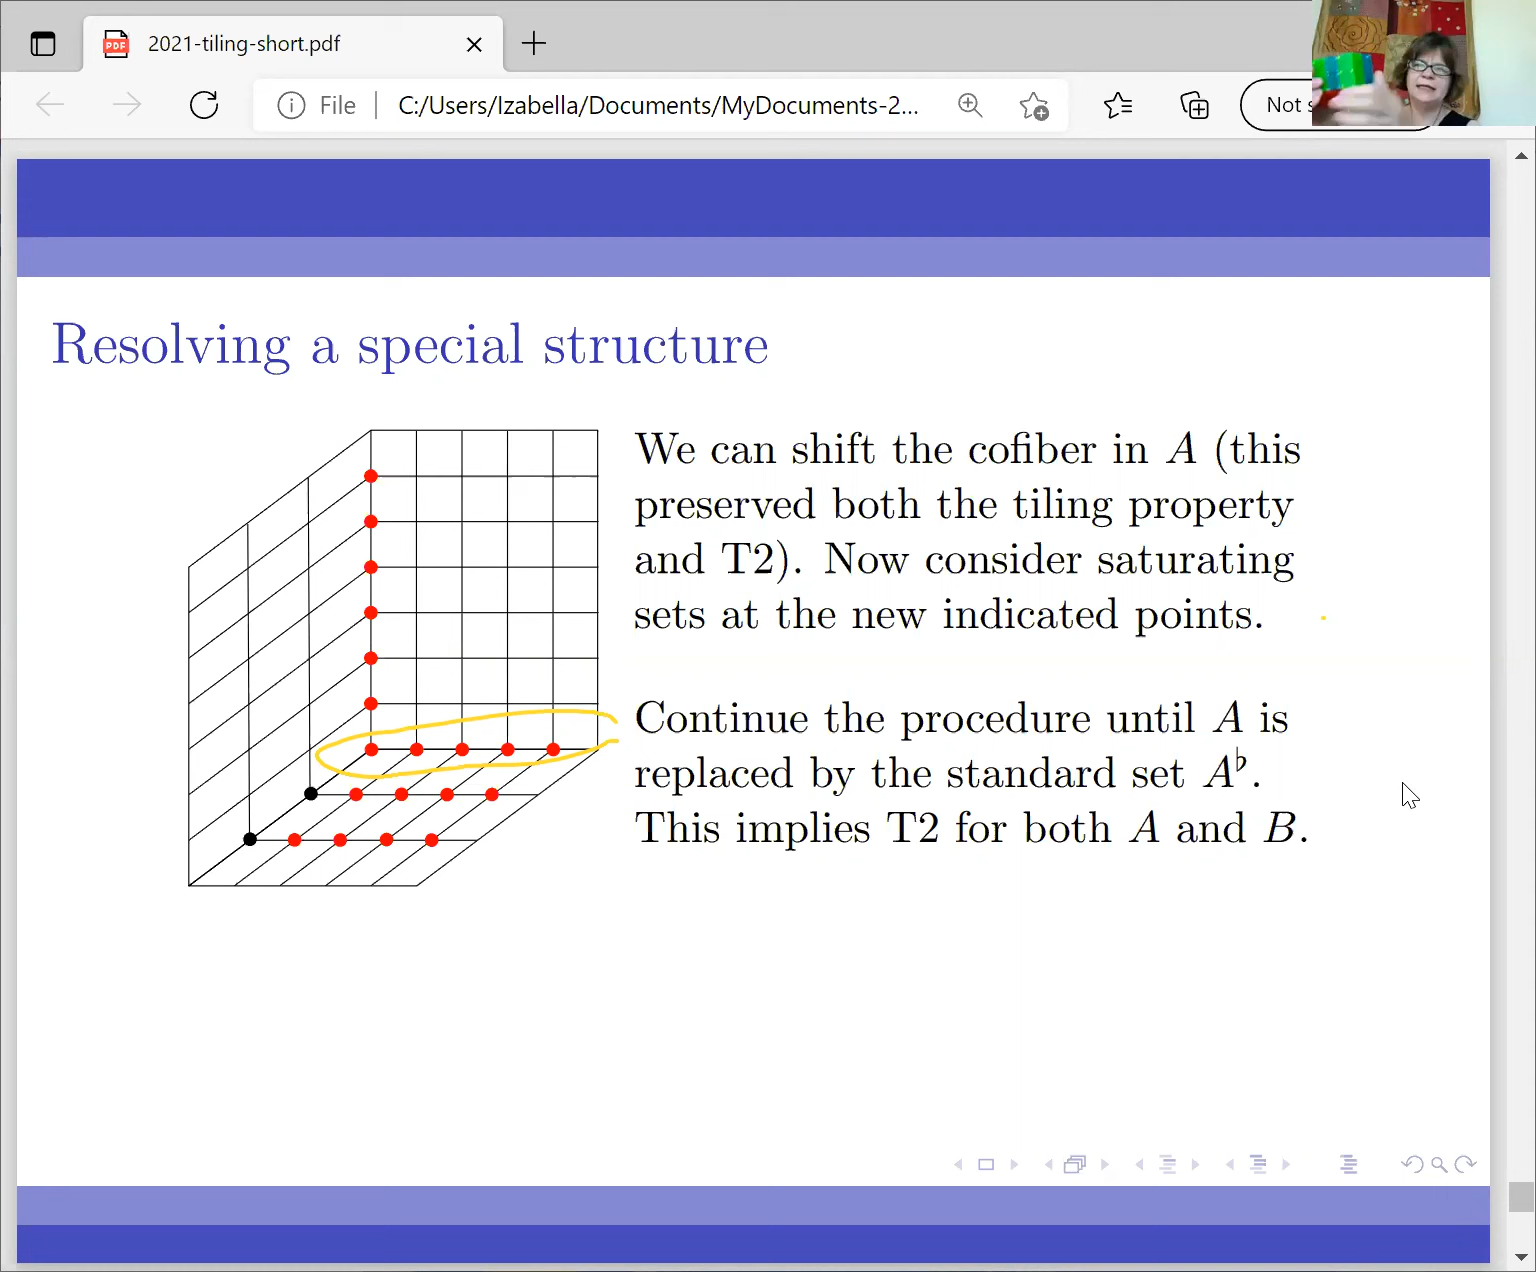 2021-tiling-short.pdf
PDF
File
C:/Users/Izabella/Documents/MyDocuments-2...
Not
Resolving a special structure
We can shift the cofiber in A (this
preserved both the tiling property
and T2). Now consider saturating
sets at the new indicated points.
Continue the procedure until A is
replaced by the standard set A♭.
This implies T2 for both A and B.